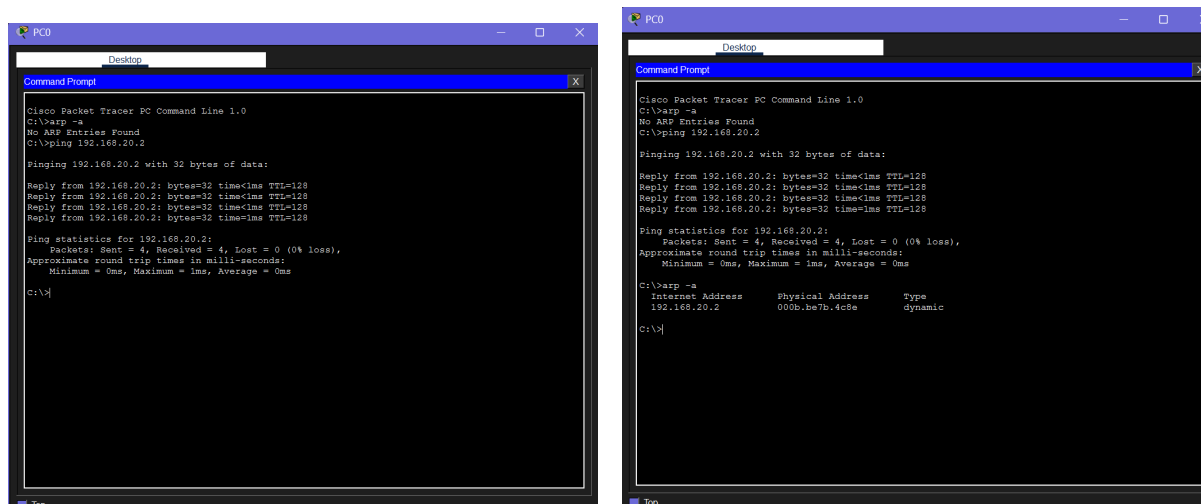 PC0
Desktop
Command Prompt
X
Cisco Packet Tracer PC Command Line 1.0
C:\>arp -a
No ARP Entries Found
C:\>ping 192.168.20.2
Pinging 192.168.20.2 with 32 bytes of data:
Reply from 192.168.20.2: bytes=32 time<1ms TTL=128
Reply from 192.168.20.2: bytes=32 time<1ms TTL=128
Reply from 192.168.20.2: bytes=32 time<1ms TTL=128
Reply from 192.168.20.2: bytes=32 time=1ms TTL=128
Ping statistics for 192.168.20.2:
Packets: Sent = 4, Received = 4, Lost = 0 (0% loss),
Approximate round trip times in milli-seconds:
Minimum = 0ms, Maximum = 1ms, Average = 0ms
C:\>
Top
PC0
Desktop
Command Prompt
X
Cisco Packet Tracer PC Command Line 1.0
C:\>arp -a
No ARP Entries Found
C:\>ping 192.168.20.2
Pinging 192.168.20.2 with 32 bytes of data:
Reply from 192.168.20.2: bytes=32 time<1ms TTL=128
Reply from 192.168.20.2: bytes=32 time<1ms TTL=128
Reply from 192.168.20.2: bytes=32 time<1ms TTL=128
Reply from 192.168.20.2: bytes=32 time=1ms TTL=128
Ping statistics for 192.168.20.2:
Packets: Sent = 4, Received = 4, Lost = 0 (0% loss),
Approximate round trip times in milli-seconds:
Minimum = 0ms, Maximum = 1ms, Average = 0ms
C:\>arp -a
Internet Address Physical Address Type
192.168.20.2 000b.be7b.4c8e dynamic
C:\>
Top